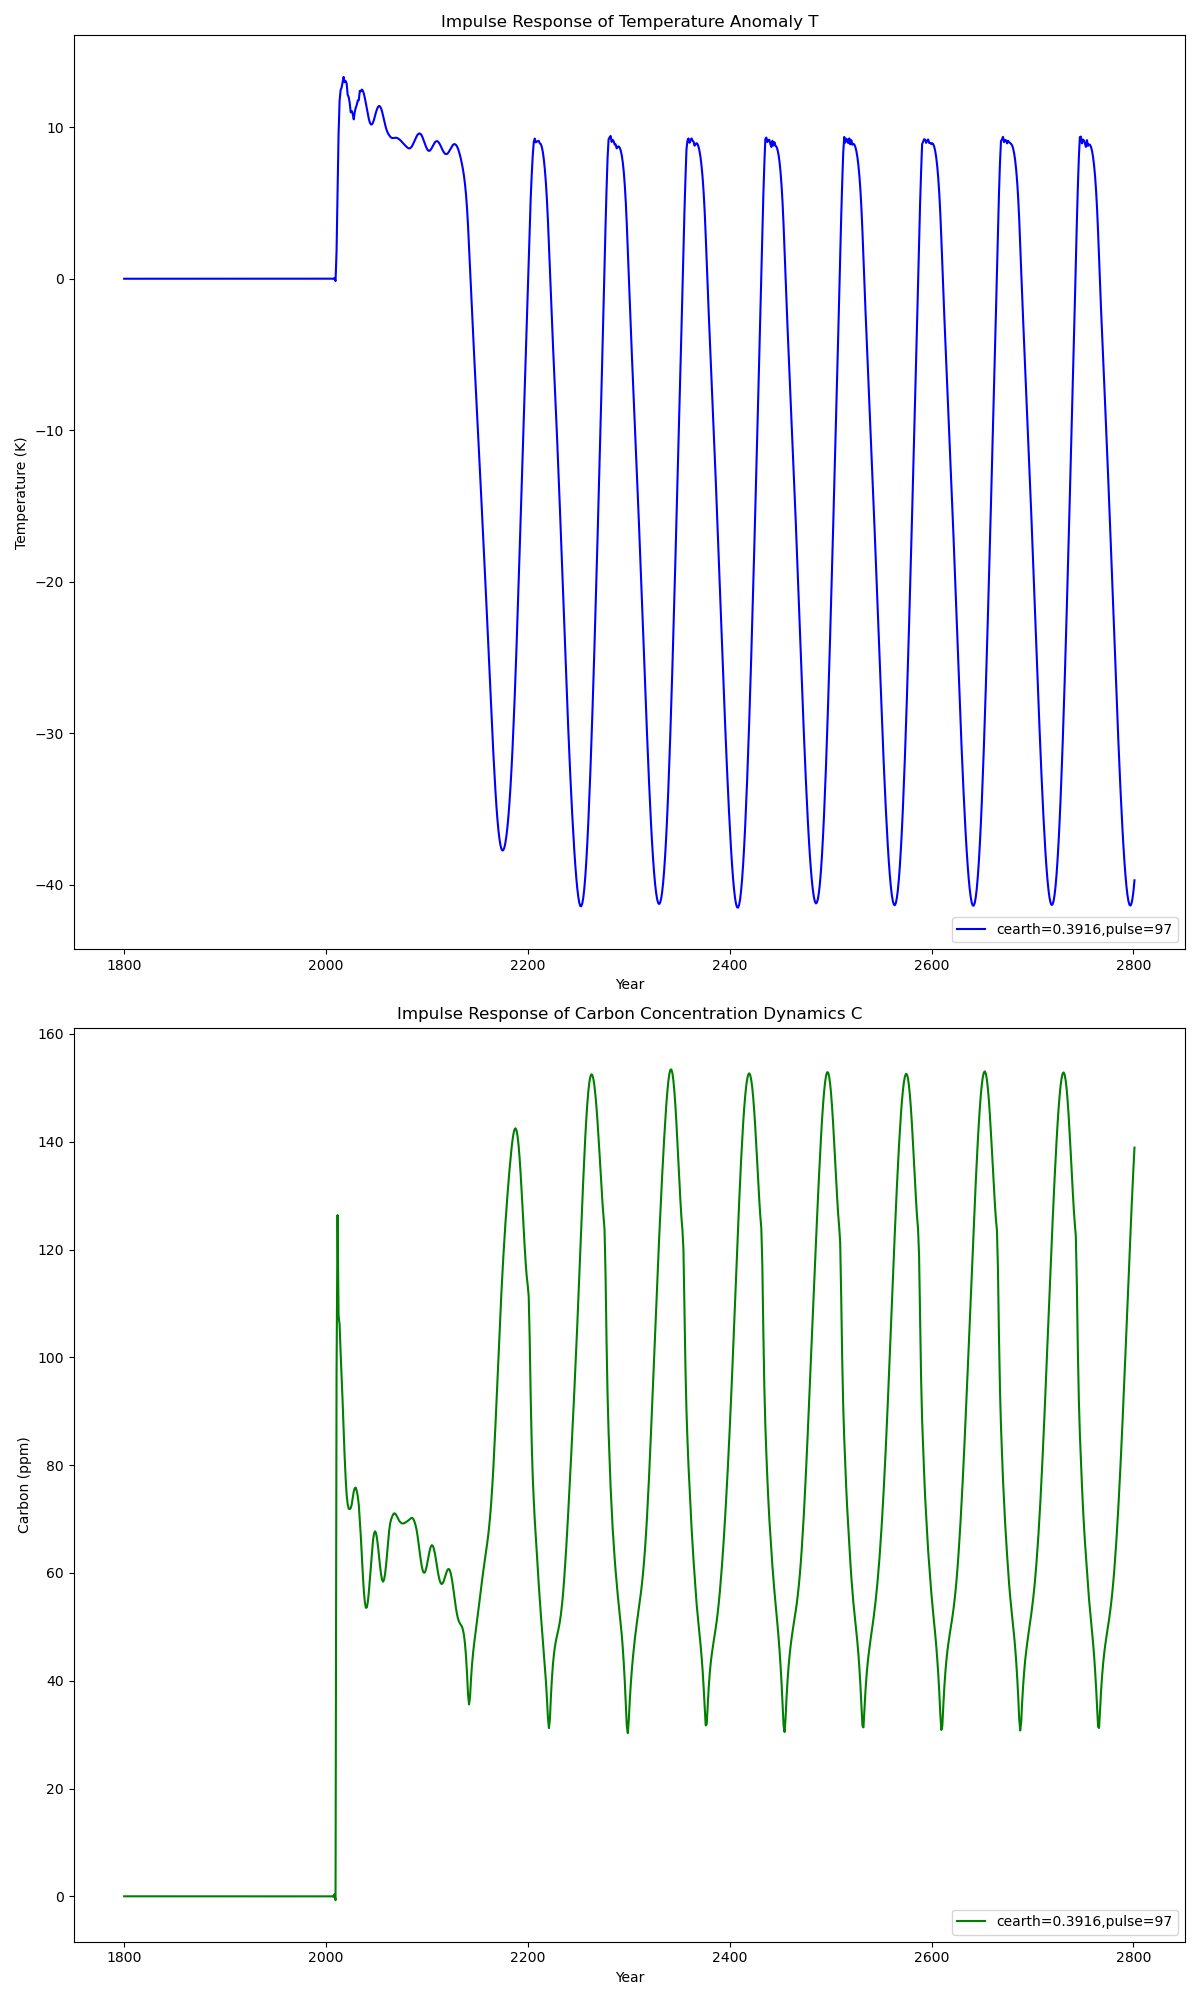 Impulse Response of Temperature Anomaly T
10
0
−10
−20
−30
−40
Temperature (K)
cearth=0.3916,pulse=97
1800 2000 2200 2400 2600 2800
Year
Impulse Response of Carbon Concentration Dynamics C
160
140
120
100
80
60
40
20
0
Carbon (ppm)
cearth=0.3916,pulse=97
1800 2000 2200 2400 2600 2800
Year